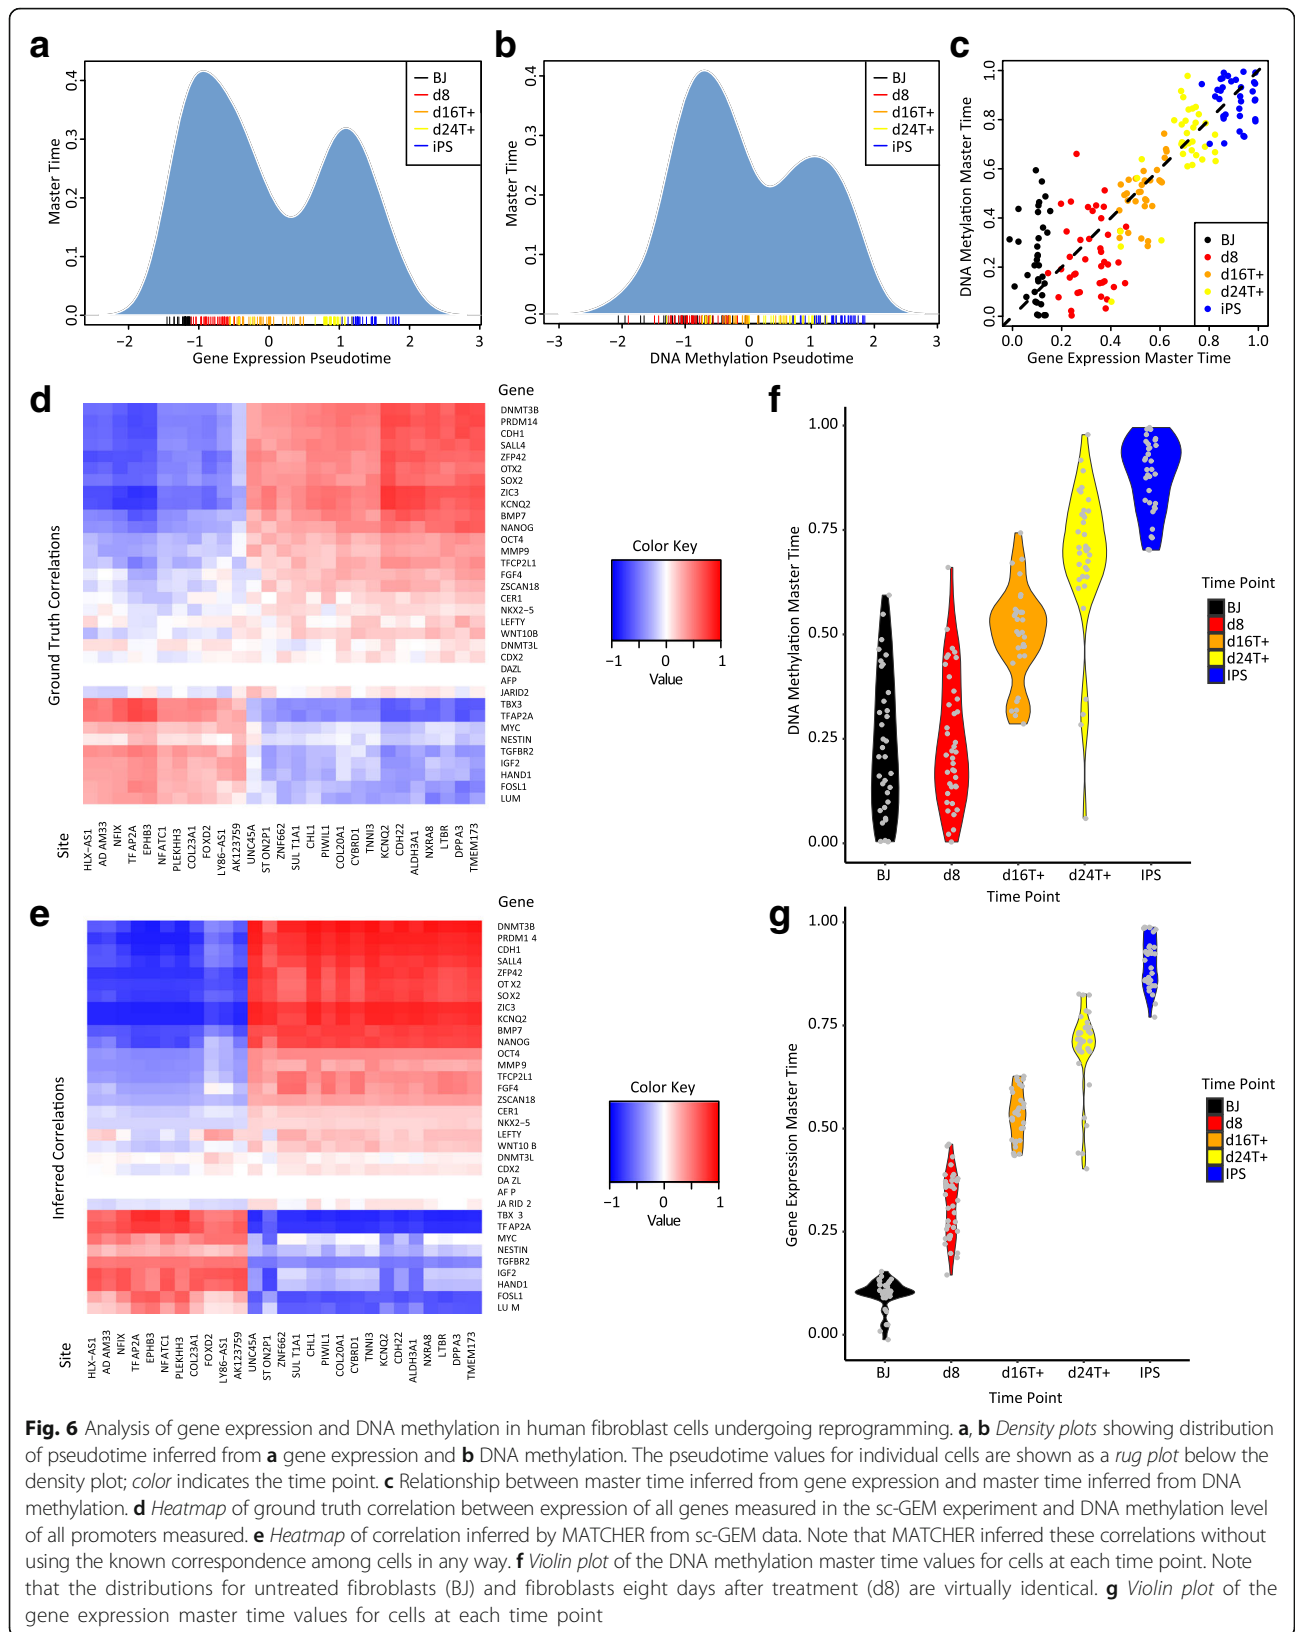 a
Master Time
0.0
0.1
0.2
0.3
0.4
−2
−1
0
1
2
3
Gene Expression Pseudotime
BJ
d8
d16T+
d24T+
iPS
b
Master Time
0.0
0.1
0.2
0.3
0.4
−3
−2
−1
0
1
2
3
DNA Methylation Pseudotime
BJ
d8
d16T+
d24T+
iPS
c
DNA Metylation Master Time
0.0
0.2
0.4
0.6
0.8
1.0
0.0
0.2
0.4
0.6
0.8
1.0
Gene Expression Master Time
BJ
d8
d16T+
d24T+
iPS
d
Ground Truth Correlations
Gene
DNMT3B
PRDM14
CDH1
SALL4
ZFP42
OTX2
SOX2
ZIC3
KCNQ2
BMP7
NANOG
OCT4
MMP9
TFCP2L1
FGF4
ZSCAN18
CER1
NKX2−5
LEFTY
WNT10B
DNMT3L
CDX2
DAZL
AFP
JARID2
TBX3
TFAP2A
MYC
NESTIN
TGFBR2
IGF2
HAND1
FOSL1
LUM
Site
HLX−AS1
AD AM33
NFIX
TF AP2A
EPHB3
NF ATC1
PLEKHH3
COL23A1
FOXD2
LY86−AS1
AK123759
UNC45A
ST ON2P1
ZNF662
SUL T1A1
CHL1
PIWIL1
COL20A1
CYBRD1
TNNI3
KCNQ2
CDH22
ALDH3A1
NXRA8
L TBR
DPPA3
TMEM173
Color Key
−1
0
1
Value
e
Inferred Correlations
Gene
DNMT3B
PRDM1 4
CDH1
SALL4
ZFP42
OT X2
SO X2
ZIC3
KCNQ2
BMP7
NANOG
OCT4
MMP 9
TFCP2L1
FGF4
ZSCAN18
CER1
NKX2−5
LEFTY
WNT10 B
DNMT3L
CDX2
DA ZL
AF P
JA RID 2
TBX 3
TF AP2A
MYC
NESTIN
TGFBR2
IGF2
HAND1
FOSL1
LU M
Site
HLX−AS1
AD AM33
NFIX
TF AP2A
EPHB3
NF ATC1
PLEKHH3
COL23A1
FOXD2
LY86−AS1
AK123759
UNC45A
ST ON2P1
ZNF662
SUL T1A1
CHL1
PIWIL1
COL20A1
CYBRD1
TNNI3
KCNQ2
CDH22
ALDH3A1
NXRA8
L TBR
DPPA3
TMEM173
Color Key
−1
0
1
Value
f
DNA Methylation Master Time
1.00
0.75
0.50
0.25
0.00
BJ
d8
d16T+
d24T+
IPS
Time Point
Time Point
BJ
d8
d16T+
d24T+
IPS
g
Gene Expression Master Time
1.00
0.75
0.50
0.25
0.00
BJ
d8
d16T+
d24T+
IPS
Time Point
Time Point
BJ
d8
d16T+
d24T+
IPS
Fig. 6 Analysis of gene expression and DNA methylation in human fibroblast cells undergoing reprogramming. a, b Density plots showing distribution
of pseudotime inferred from a gene expression and b DNA methylation. The pseudotime values for individual cells are shown as a rug plot below the
density plot; color indicates the time point. c Relationship between master time inferred from gene expression and master time inferred from DNA
methylation. d Heatmap of ground truth correlation between expression of all genes measured in the sc-GEM experiment and DNA methylation level
of all promoters measured. e Heatmap of correlation inferred by MATCHER from sc-GEM data. Note that MATCHER inferred these correlations without
using the known correspondence among cells in any way. f Violin plot of the DNA methylation master time values for cells at each time point. Note
that the distributions for untreated fibroblasts (BJ) and fibroblasts eight days after treatment (d8) are virtually identical. g Violin plot of the
gene expression master time values for cells at each time point